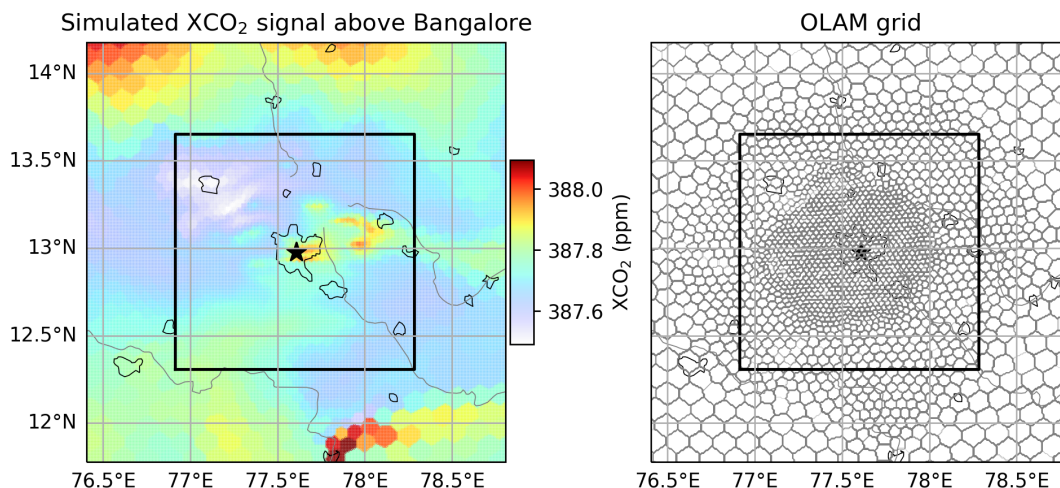 Simulated XCO₂ signal above Bangalore
14°N
13.5°N
13°N
12.5°N
12°N
76.5°E 77°E 77.5°E 78°E 78.5°E
388.0
387.8
387.6
XCO₂ (ppm)
OLAM grid
76.5°E 77°E 77.5°E 78°E 78.5°E